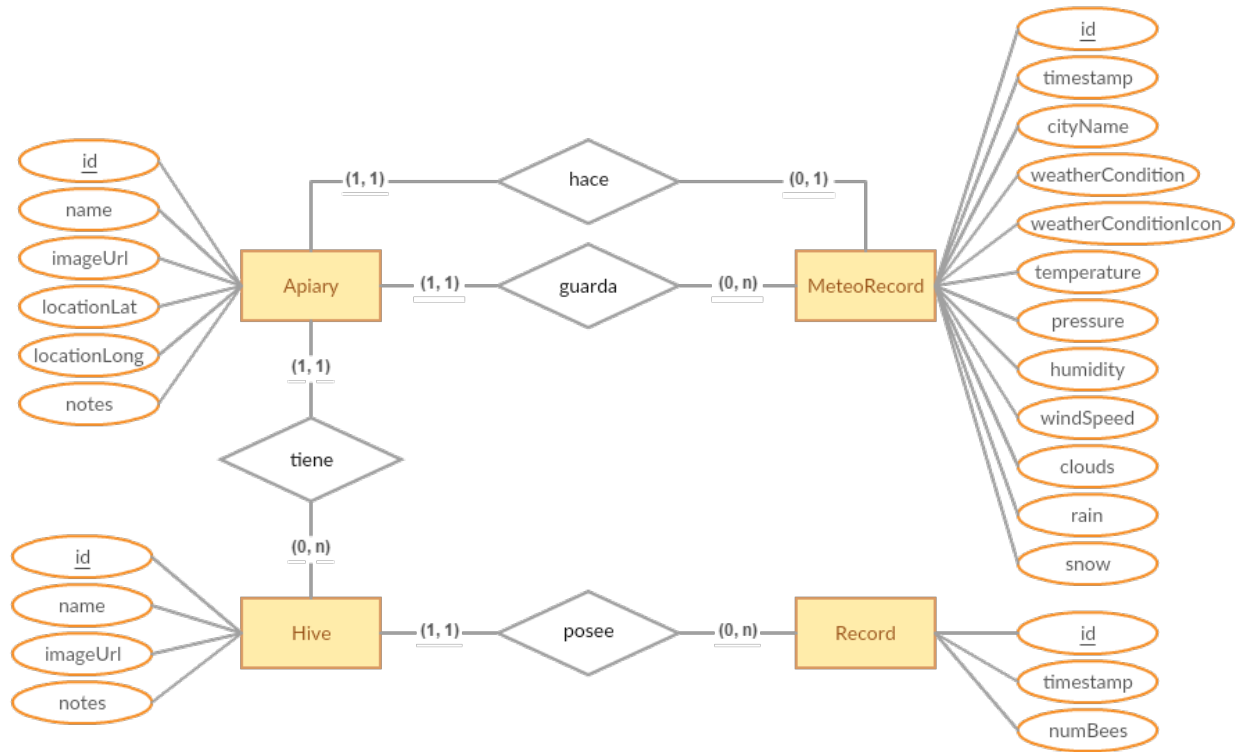 id
timestamp
cityName
weatherCondition
weatherConditionIcon
temperature
pressure
humidity
windSpeed
clouds
rain
snow
id
name
imageUrl
locationLat
locationLong
notes
(1, 1)
hace
(0, 1)
Apiary
(1, 1)
guarda
(0, n)
MeteoRecord
(1, 1)
tiene
(0, n)
id
name
imageUrl
notes
Hive
(1, 1)
posee
(0, n)
Record
id
timestamp
numBees